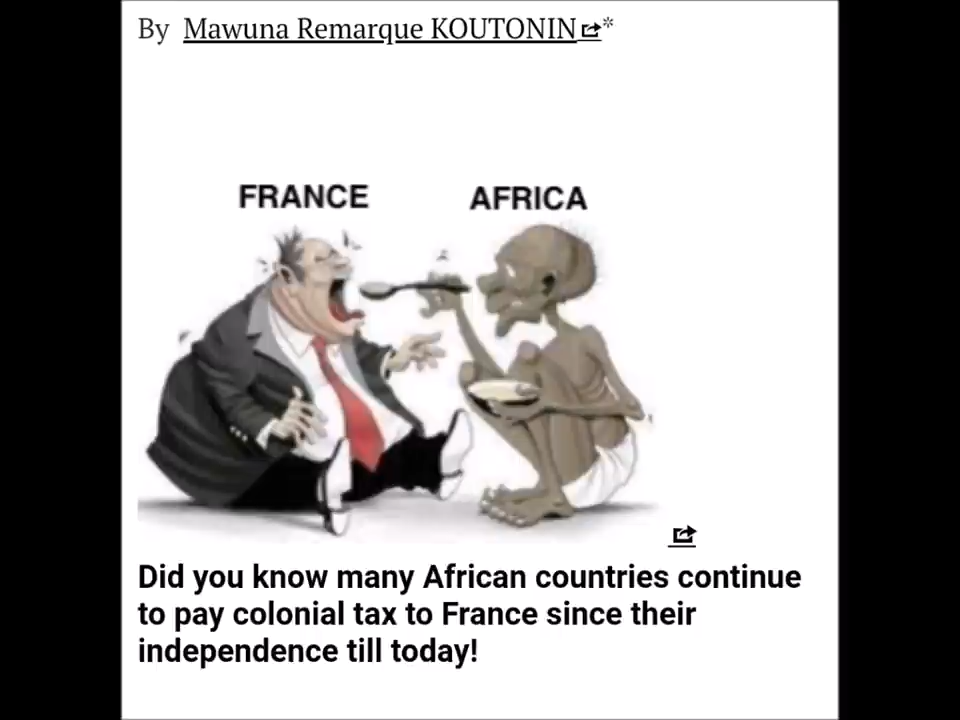 By Mawuna Remarque KOUTONIN*
FRANCE AFRICA
Did you know many African countries continue
to pay colonial tax to France since their
independence till today!